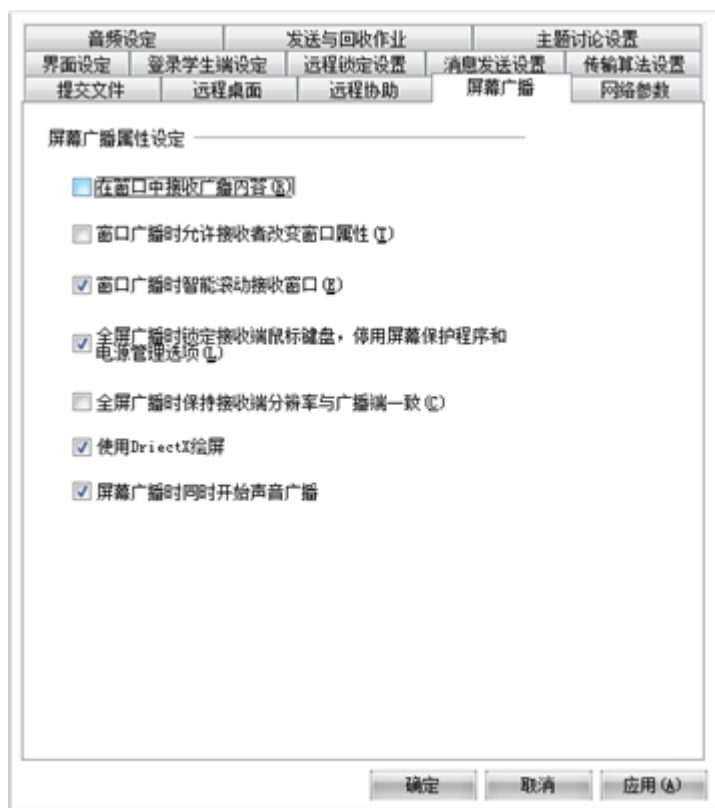 音频设定 发送与回收作业 主题讨论设置
界面设定 登录学生端设定 远程锁定设置 消息发送设置 传输算法设置
提交文件 远程桌面 远程协助 屏幕广播 网络参数
屏幕广播属性设定
在窗口中接收广播内容(R)
窗口广播时允许接收者改变窗口属性(I)
窗口广播时智能滚动接收窗口(E)
全屏广播时锁定接收端鼠标键盘，停用屏幕保护程序和
电源管理选项(L)
全屏广播时保持接收端分辨率与广播端一致(C)
使用DriectX绘屏
屏幕广播时同时开始声音广播
确定 取消 应用(A)